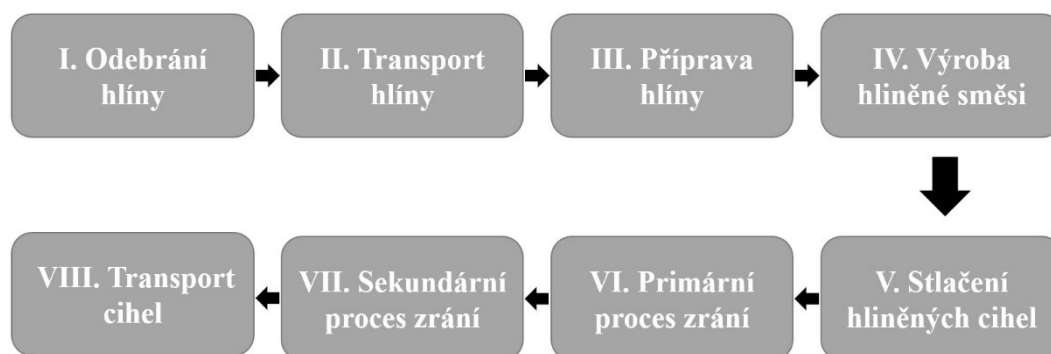 I. Odebrání
hlíny
II. Transport
hlíny
III. Příprava
hlíny
IV. Výroba
hliněné směsi
V. Stlačení
hliněných cihel
VI. Primární
proces zrání
VII. Sekundární
proces zrání
VIII. Transport
cihel